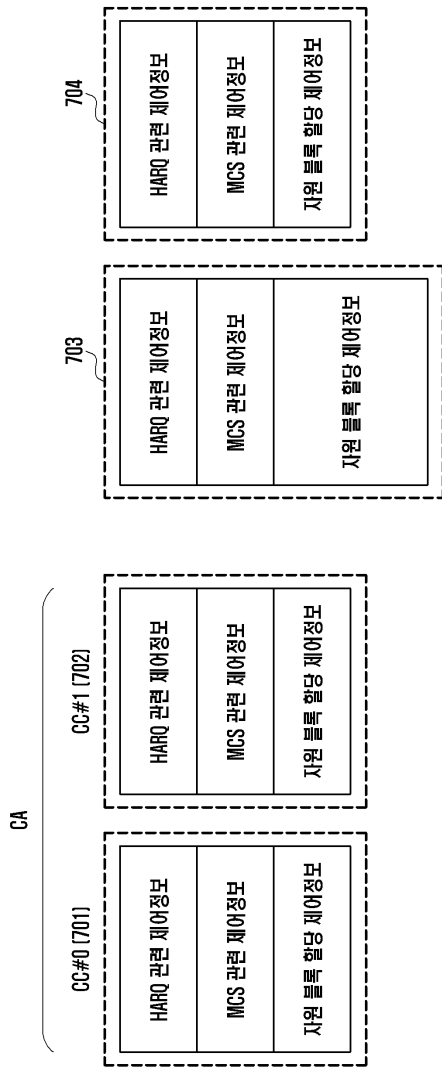 CA
CC#0 (701)
HARQ 관련 제어정보
MCS 관련 제어정보
자원 블록 할당 제어정보
CC#1 (702)
HARQ 관련 제어정보
MCS 관련 제어정보
자원 블록 할당 제어정보
703
HARQ 관련 제어정보
MCS 관련 제어정보
자원 블록 할당 제어정보
704
HARQ 관련 제어정보
MCS 관련 제어정보
자원 블록 할당 제어정보